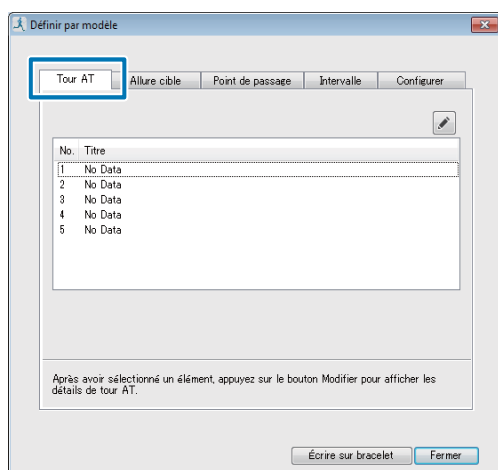 Définir par modèle
Tour AT Allure cible Point de passage Intervalle Configurer
No. Titre
1 No Data
2 No Data
3 No Data
4 No Data
5 No Data
Après avoir sélectionné un élément, appuyez sur le bouton Modifier pour afficher les
détails de tour AT.
Écrire sur bracelet Fermer